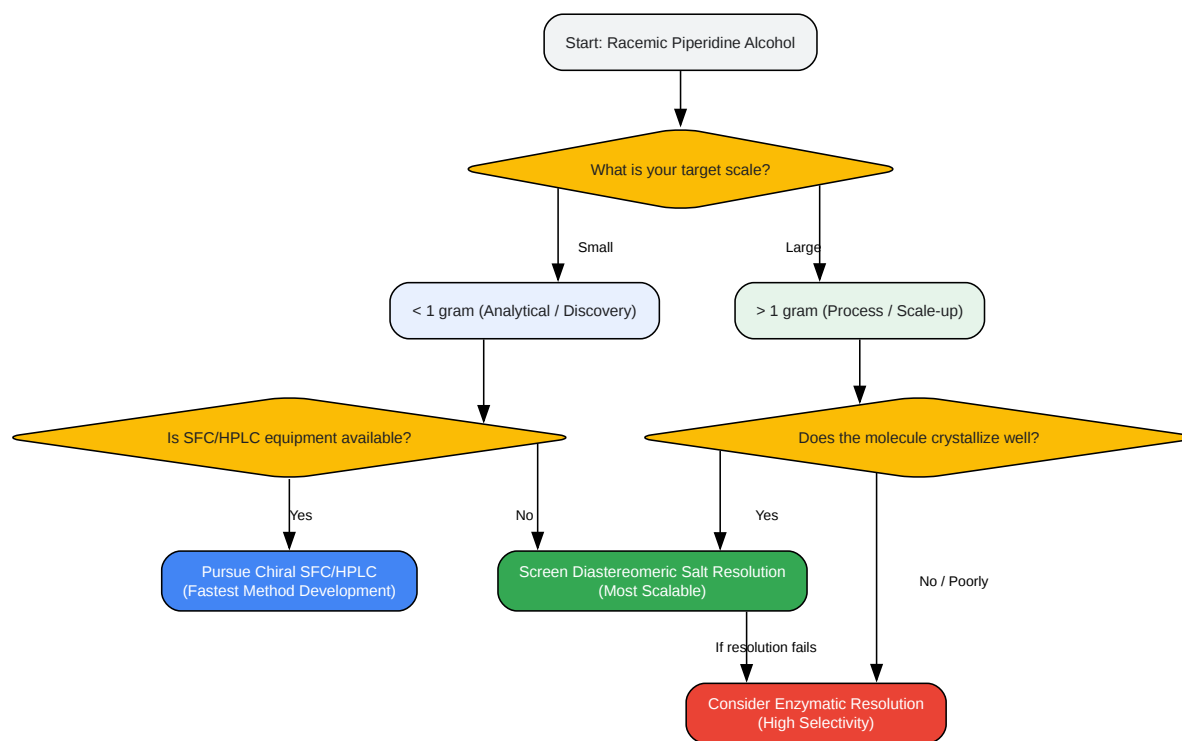 Start: Racemic Piperidine Alcohol
What is your target scale?
Small
Large
< 1 gram (Analytical / Discovery)
> 1 gram (Process / Scale-up)
Is SFC/HPLC equipment available?
Does the molecule crystallize well?
Yes
No
Yes
Pursue Chiral SFC/HPLC
(Fastest Method Development)
Screen Diastereomeric Salt Resolution
(Most Scalable)
No / Poorly
If resolution fails
Consider Enzymatic Resolution
(High Selectivity)